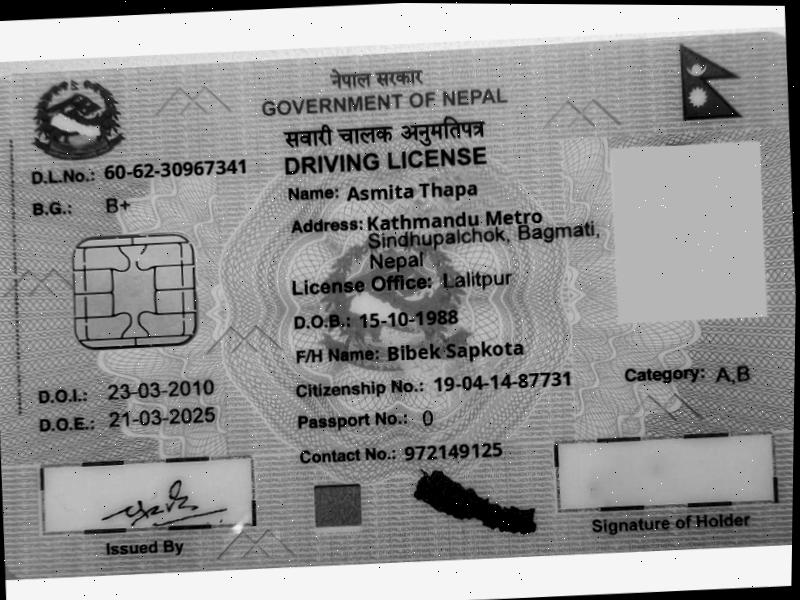 नेपाल सरकार
GOVERNMENT OF NEPAL
सवारी चालक अनुमतिपत्र
DRIVING LICENSE
D.L.No.: 60-62-30967341
B.G.: B+
Name: Asmita Thapa
Address: Kathmandu Metro
Sindhupalchok, Bagmati,
Nepal
License Office: Lalitpur
D.O.B.: 15-10-1988
F/H Name: Bibek Sapkota
D.O.I.: 23-03-2010
Citizenship No.: 19-04-14-87731
Category: A,B
D.O.E.: 21-03-2025
Passport No.: 0
Contact No.: 972149125
Issued By
Signature of Holder